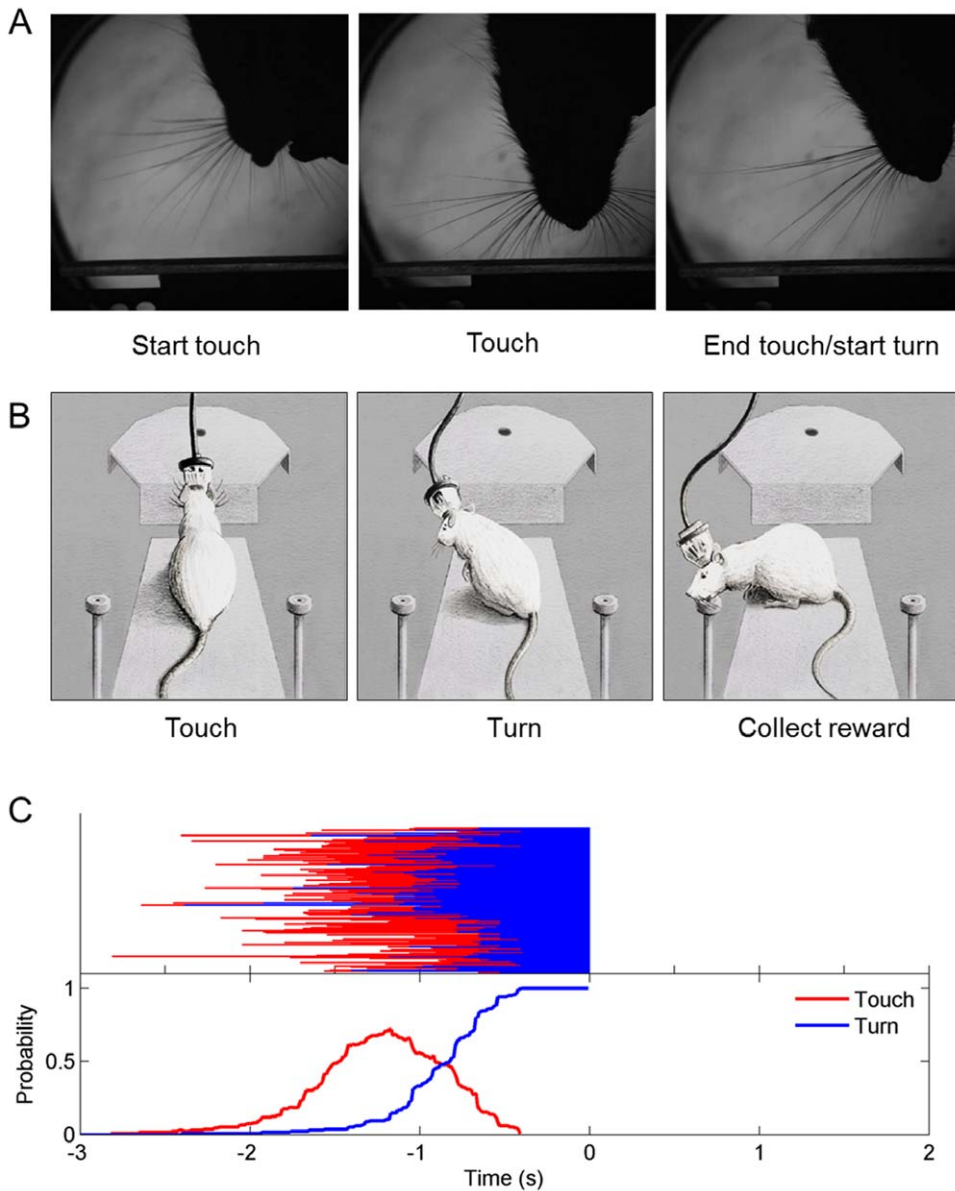 A
Start touch
Touch
End touch/start turn
B
Touch
Turn
Collect reward
C
Probability
1
0.5
0
Touch
Turn
-3
-2
-1
0
1
2
Time (s)